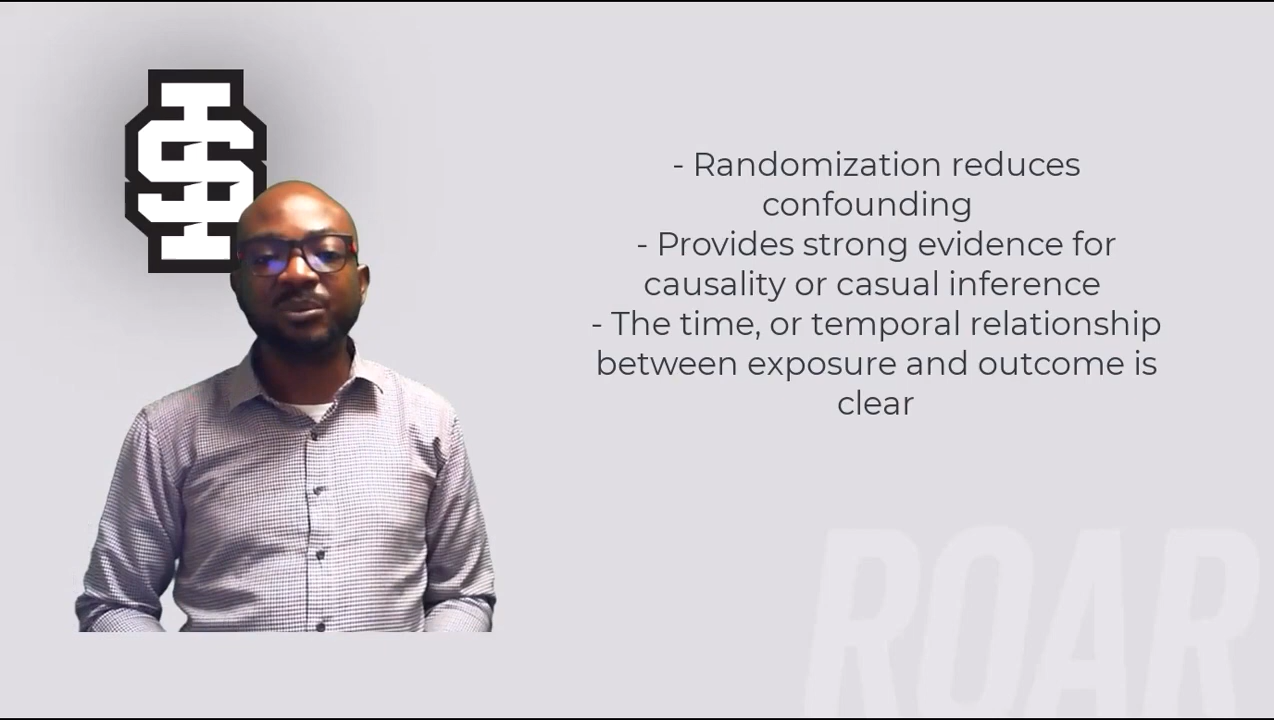 IS
- Randomization reduces
confounding
- Provides strong evidence for
causality or casual inference
- The time, or temporal relationship
between exposure and outcome is
clear
ROAR